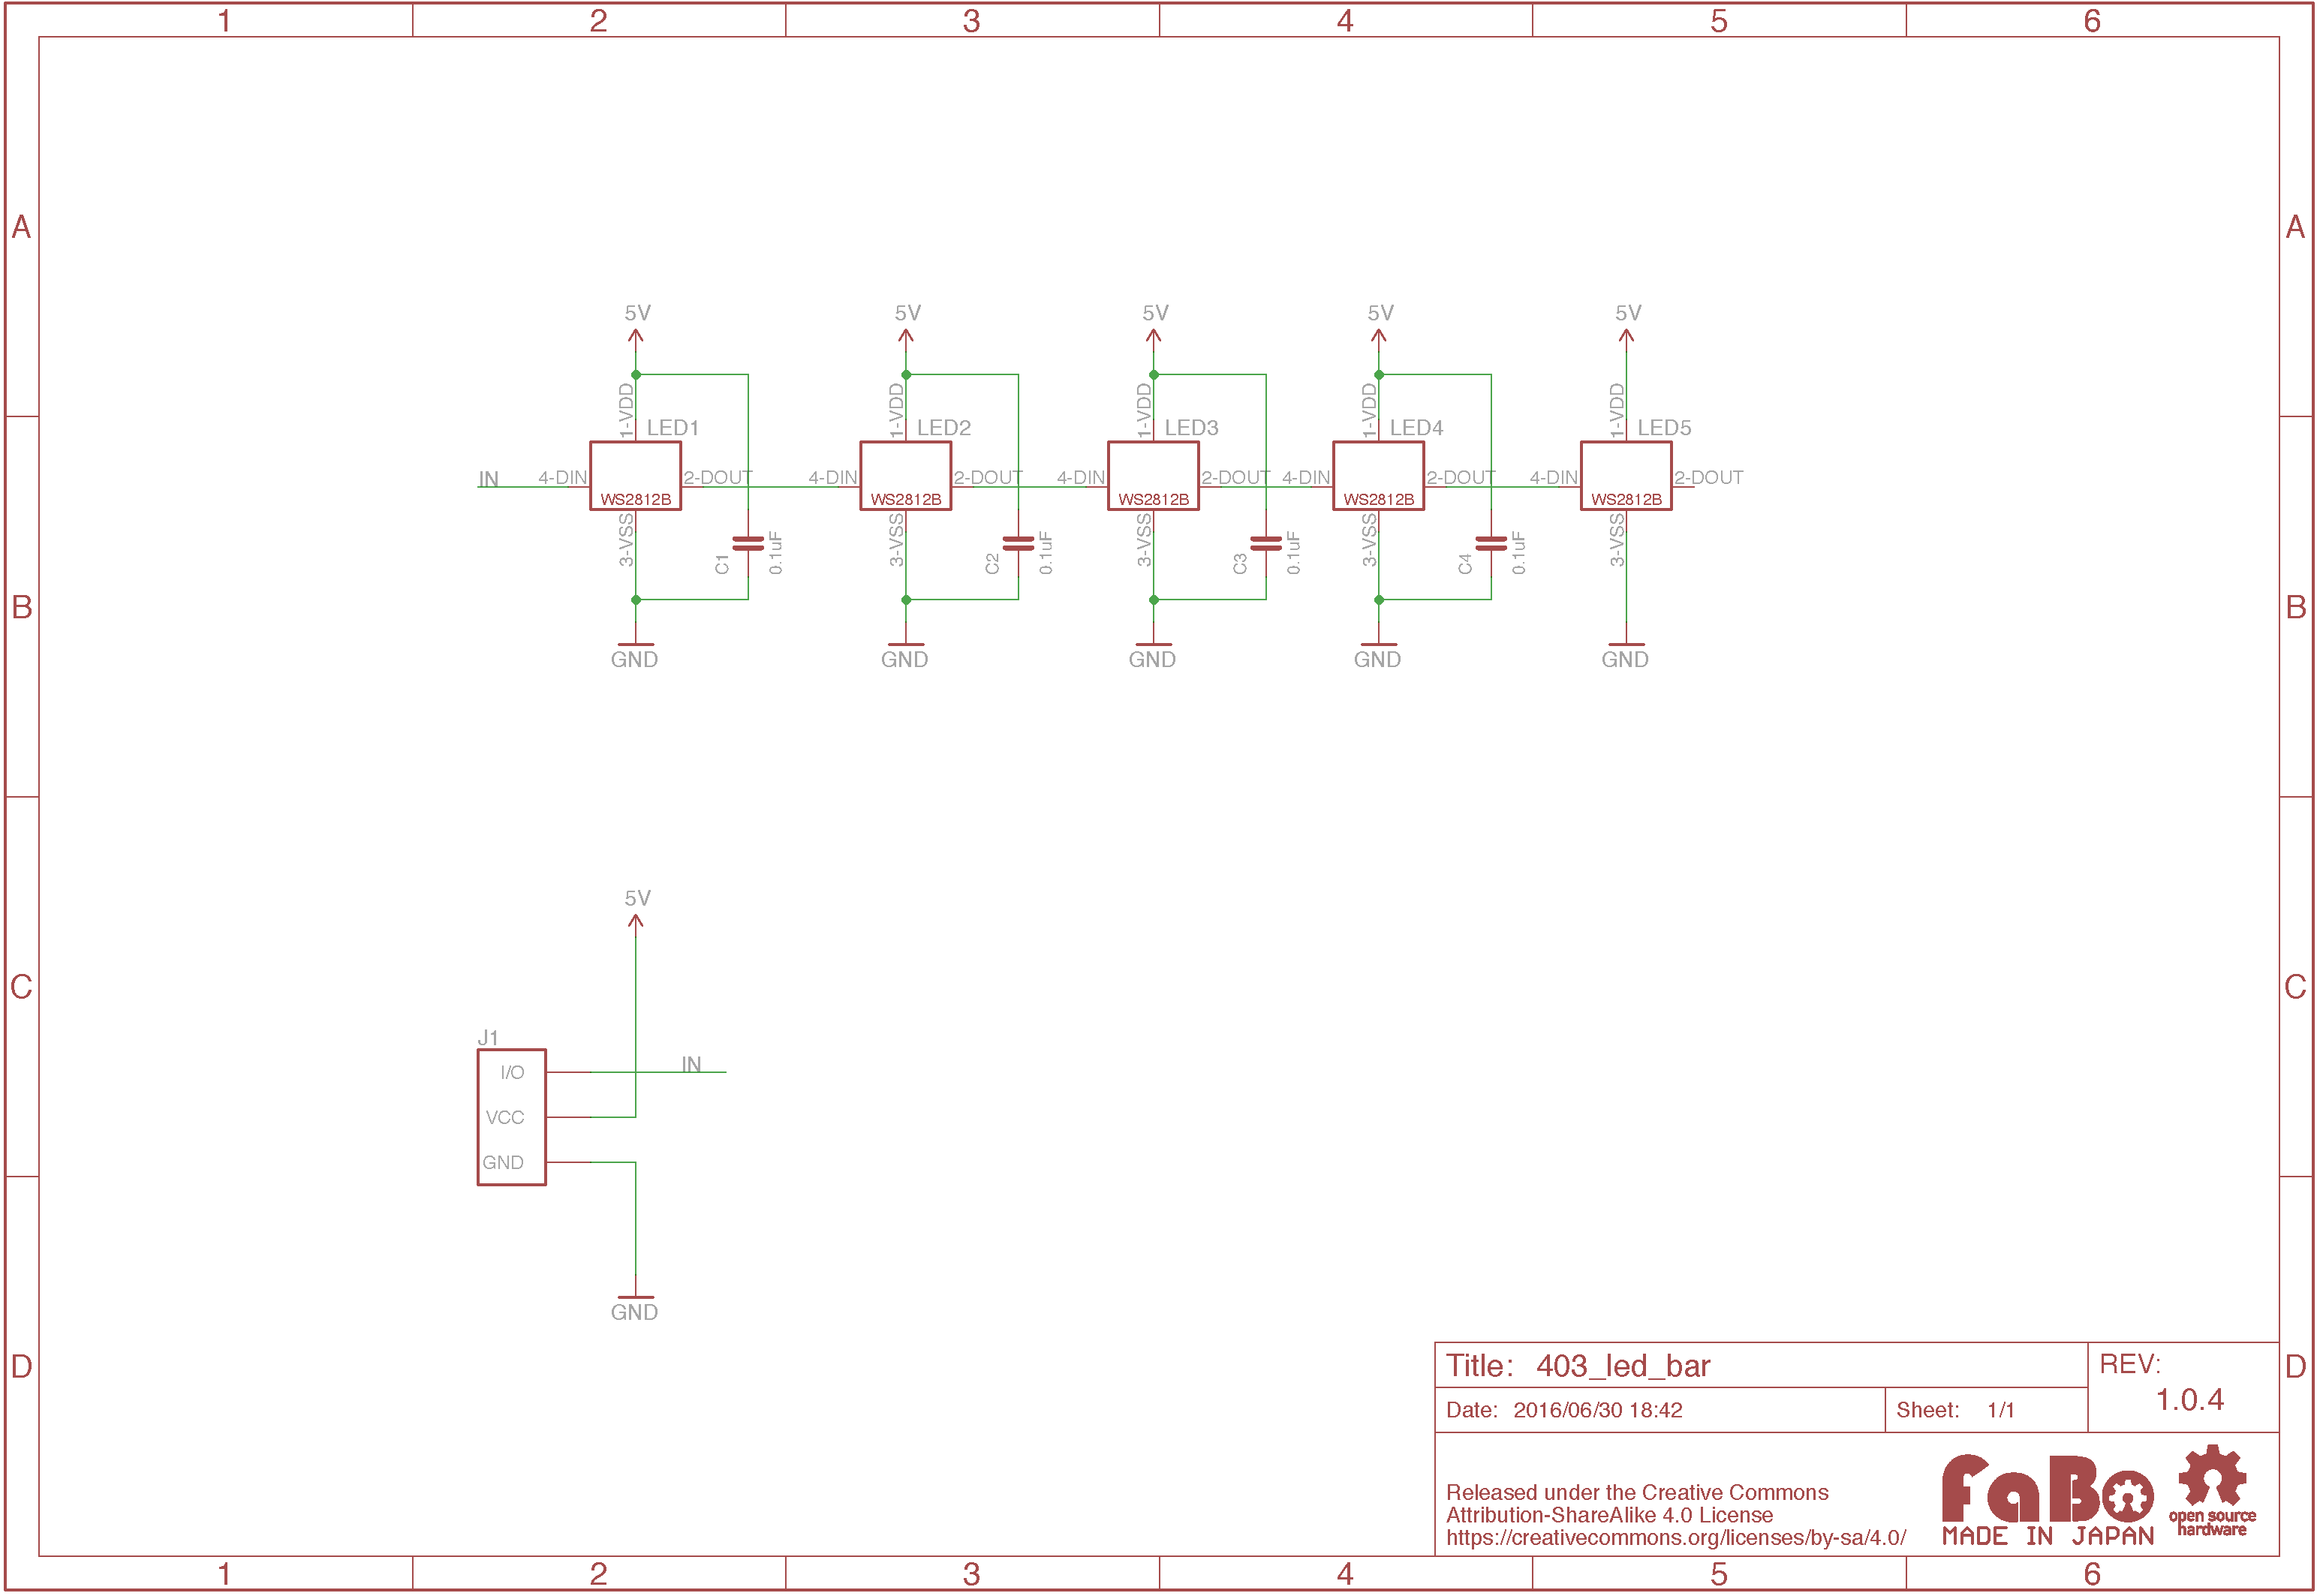 1 2 3 4 5 6
A A
5V 5V 5V 5V 5V
1-VDD 1-VDD 1-VDD 1-VDD 1-VDD
LED1 LED2 LED3 LED4 LED5
IN 4-DIN 2-DOUT 4-DIN 2-DOUT 4-DIN 2-DOUT 4-DIN 2-DOUT 4-DIN 2-DOUT
WS2812B WS2812B WS2812B WS2812B WS2812B
3-VSS C1 0.1uF 3-VSS C2 0.1uF 3-VSS C3 0.1uF 3-VSS C4 0.1uF 3-VSS
B B
GND GND GND GND GND
5V
C C
J1
I/O IN
VCC
GND
GND
D D
Title: 403_led_bar
REV:
1.0.4
Date: 2016/06/30 18:42
Sheet: 1/1
Released under the Creative Commons
Attribution-ShareAlike 4.0 License
https://creativecommons.org/licenses/by-sa/4.0/
FaBo
MADE IN JAPAN
open source
hardware
1 2 3 4 5 6